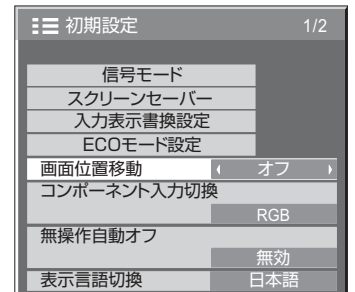 初期設定 1/2
信号モード
スクリーンセーバー
入力表示書換設定
ECOモード設定
画面位置移動 オフ
コンポーネント入力切換
RGB
無操作自動オフ
無効
表示言語切換 日本語